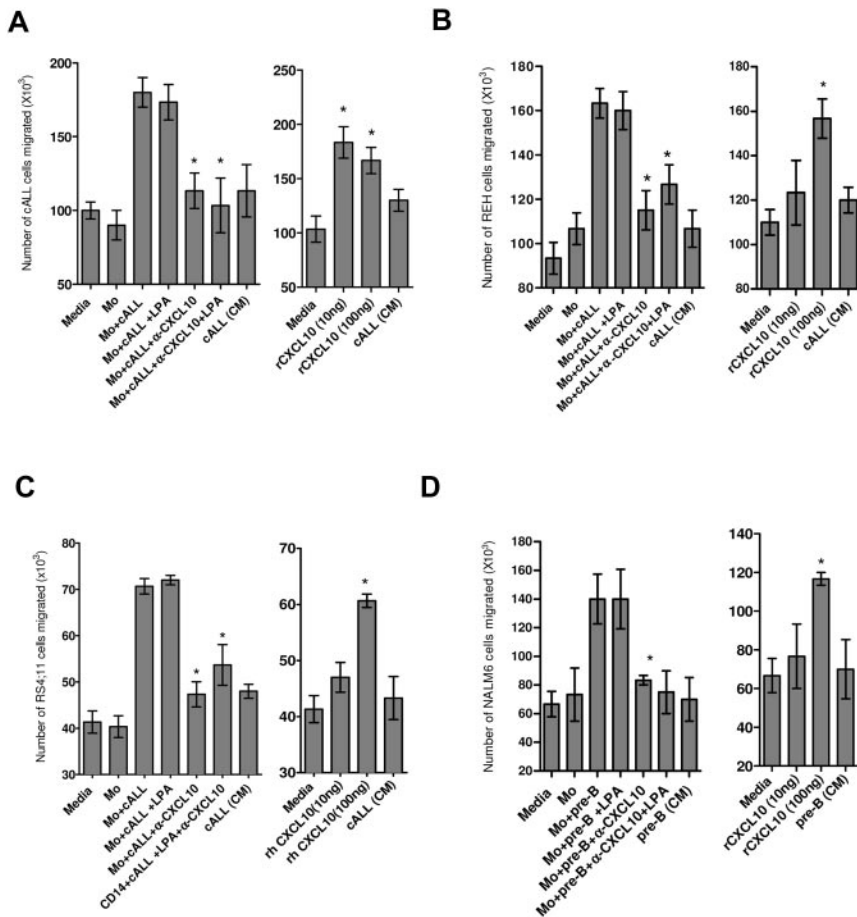 A
Number of cALL cells migrated (X10³)
200
150
100
50
Media
Mo
Mo+cALL
Mo+cALL +LPA
Mo+cALL+α-CXCL10
Mo+cALL+α-CXCL10+LPA
cALL (CM)
* *
250
200
150
100
50
Media
rCXCL10 (10ng)
rCXCL10 (100ng)
cALL (CM)
* *
B
Number of REH cells migrated (X10³)
180
160
140
120
100
80
Media
Mo
Mo+cALL
Mo+cALL +LPA
Mo+cALL+α-CXCL10
Mo+cALL+α-CXCL10+LPA
cALL (CM)
* *
180
160
140
120
100
80
Media
rCXCL10 (10ng)
rCXCL10 (100ng)
cALL (CM)
*
C
Number of RS4;11 cells migrated (x10³)
80
70
60
50
40
30
Media
Mo
Mo+cALL
Mo+cALL +LPA
Mo+cALL+α-CXCL10
CD14+cALL +LPA+α-CXCL10
cALL (CM)
* *
70
60
50
40
30
Media
rh CXCL10(10ng)
rh CXCL10(100ng)
cALL (CM)
*
D
Number of NALM6 cells migrated (X10³)
180
160
140
120
100
80
60
40
20
Media
Mo
Mo+pre-B
Mo+pre-B +LPA
Mo+pre-B+α-CXCL10
Mo+pre-B+α-CXCL10+LPA
pre-B (CM)
*
140
120
100
80
60
40
20
Media
rCXCL10 (10ng)
rCXCL10 (100ng)
pre-B (CM)
*